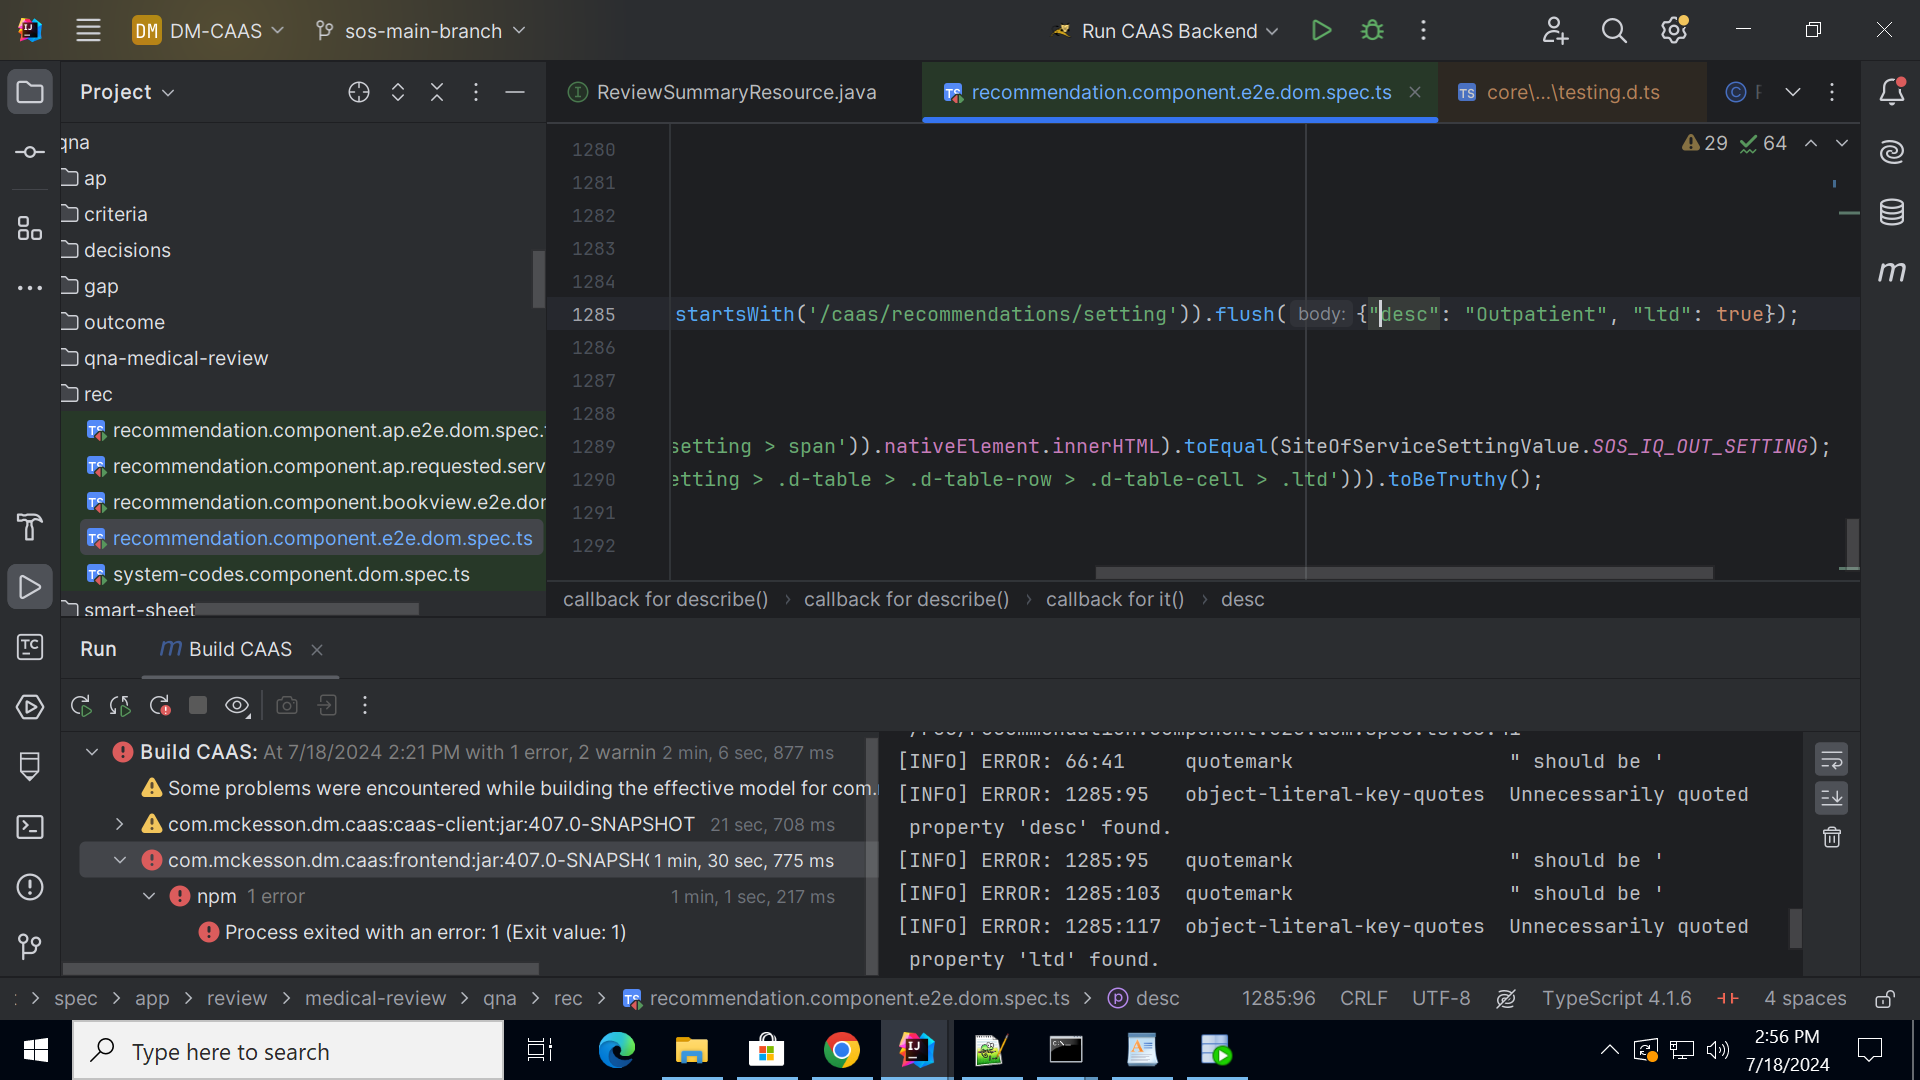 DM DM-CAAS sos-main-branch Run CAAS Backend
Project
ReviewSummaryResource.java recommendation.component.e2e.dom.spec.ts core\...\testing.d.ts
qna
ap
criteria
decisions
gap
outcome
qna-medical-review
rec
recommendation.component.ap.e2e.dom.spec.
recommendation.component.ap.requested.serv
recommendation.component.bookview.e2e.dor
recommendation.component.e2e.dom.spec.ts
system-codes.component.dom.spec.ts
smart-sheet
29 64
1280
1281
1282
1283
1284
1285 startsWith('/caas/recommendations/setting')).flush( body: {"desc": "Outpatient", "ltd": true});
1286
1287
1288
1289 setting > span')).nativeElement.innerHTML).toEqual(SiteOfServiceSettingValue.SOS_IQ_OUT_SETTING);
1290 etting > .d-table > .d-table-row > .d-table-cell > .ltd'))).toBeTruthy();
1291
1292
callback for describe() callback for describe() callback for it() desc
Run Build CAAS
Build CAAS: At 7/18/2024 2:21 PM with 1 error, 2 warnin 2 min, 6 sec, 877 ms
Some problems were encountered while building the effective model for com.
com.mckesson.dm.caas:caas-client:jar:407.0-SNAPSHOT 21 sec, 708 ms
com.mckesson.dm.caas:frontend:jar:407.0-SNAPSH 1 min, 30 sec, 775 ms
npm 1 error 1 min, 1 sec, 217 ms
Process exited with an error: 1 (Exit value: 1)
[INFO] ERROR: 66:41 quotemark " should be '
[INFO] ERROR: 1285:95 object-literal-key-quotes Unnecessarily quoted
property 'desc' found.
[INFO] ERROR: 1285:95 quotemark " should be '
[INFO] ERROR: 1285:103 quotemark " should be '
[INFO] ERROR: 1285:117 object-literal-key-quotes Unnecessarily quoted
property 'ltd' found.
spec app review medical-review qna rec recommendation.component.e2e.dom.spec.ts desc 1285:96 CRLF UTF-8 TypeScript 4.1.6 4 spaces
Type here to search
2:56 PM
7/18/2024